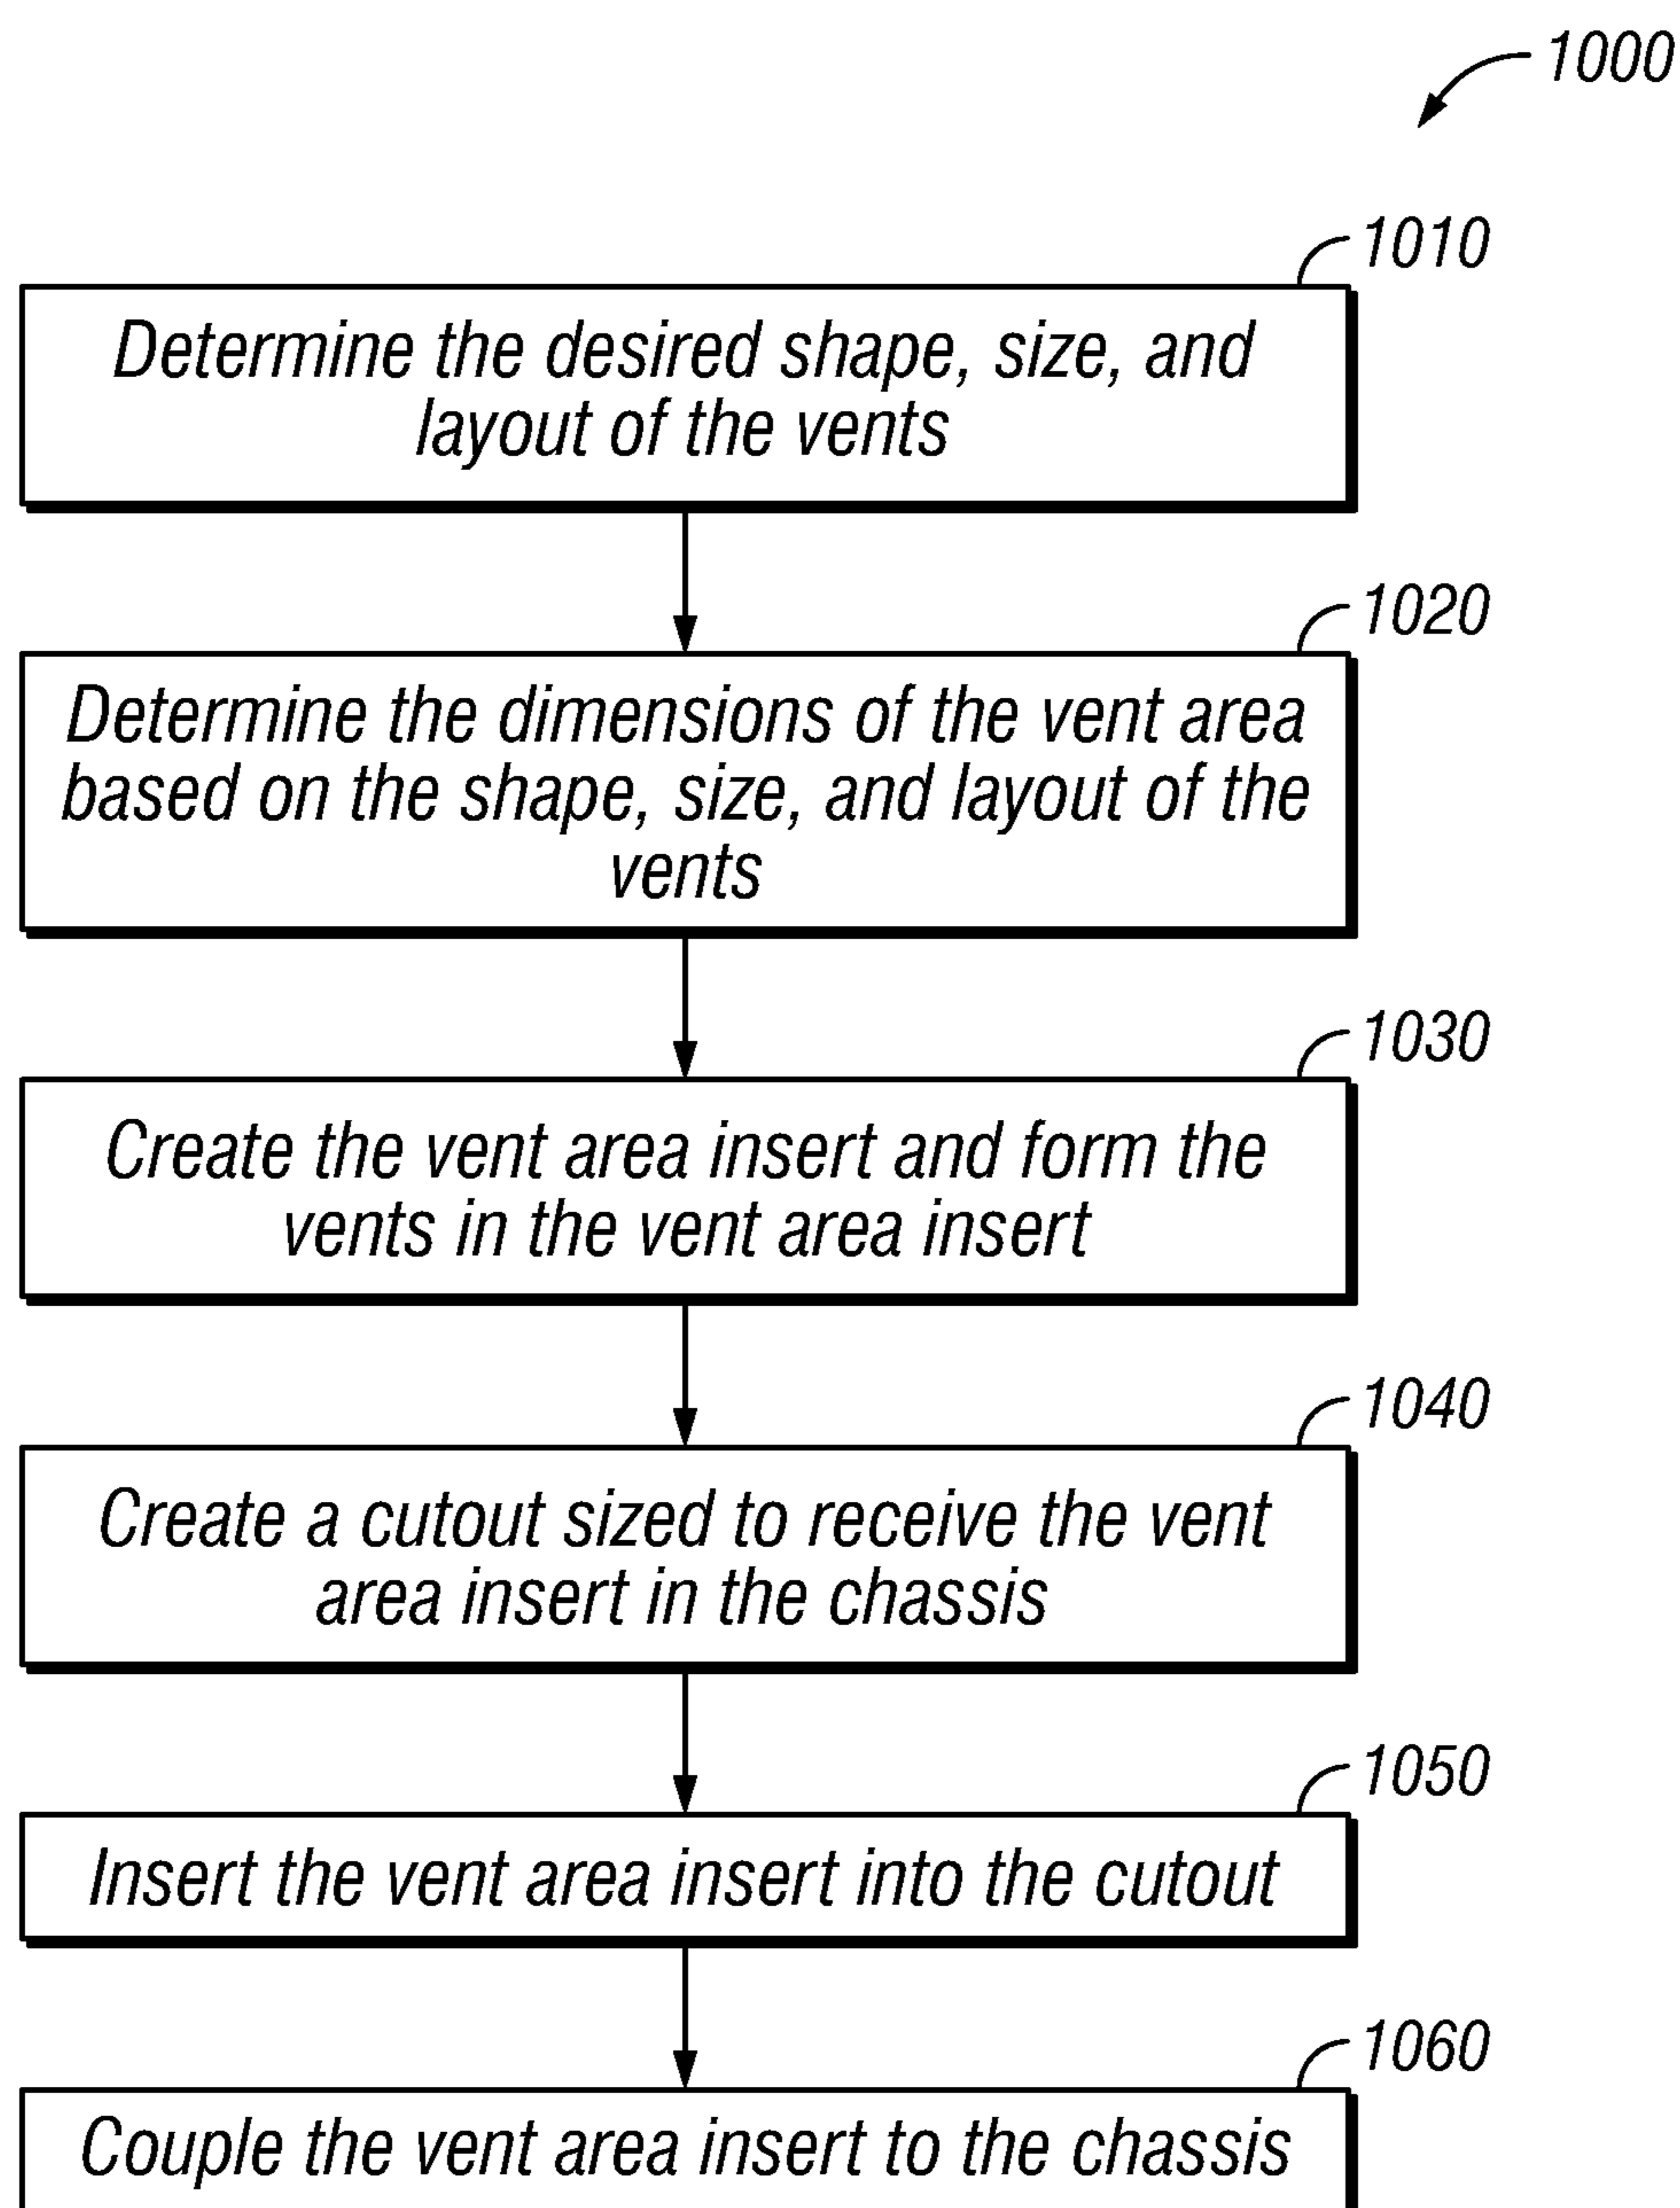 1000
1010
Determine the desired shape, size, and
layout of the vents
1020
Determine the dimensions of the vent area
based on the shape, size, and layout of the
vents
1030
Create the vent area insert and form the
vents in the vent area insert
1040
Create a cutout sized to receive the vent
area insert in the chassis
1050
Insert the vent area insert into the cutout
1060
Couple the vent area insert to the chassis